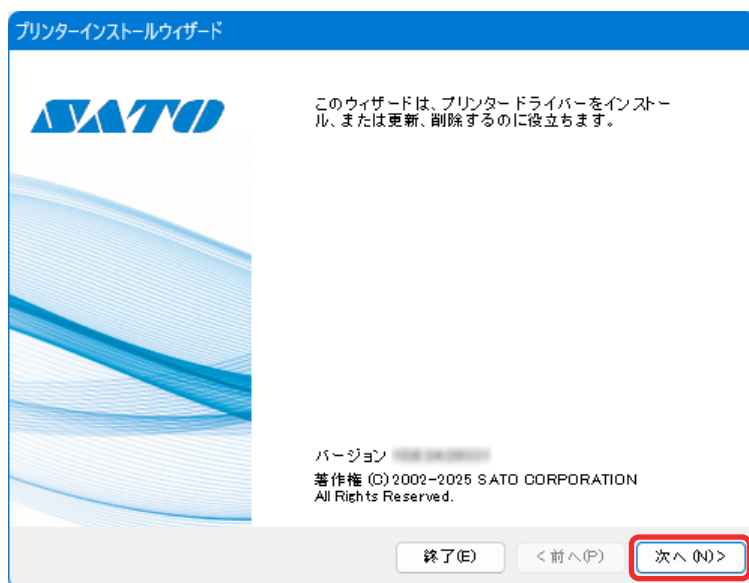 プリンターインストールウィザード
SATO
このウィザードは、プリンタードライバーをインストー
ル、または更新、削除するのに役立ちます。
バージョン
著作権 (C)2002-2025 SATO CORPORATION
All Rights Reserved.
終了(E)
<前へ(P)
次へ(N)>